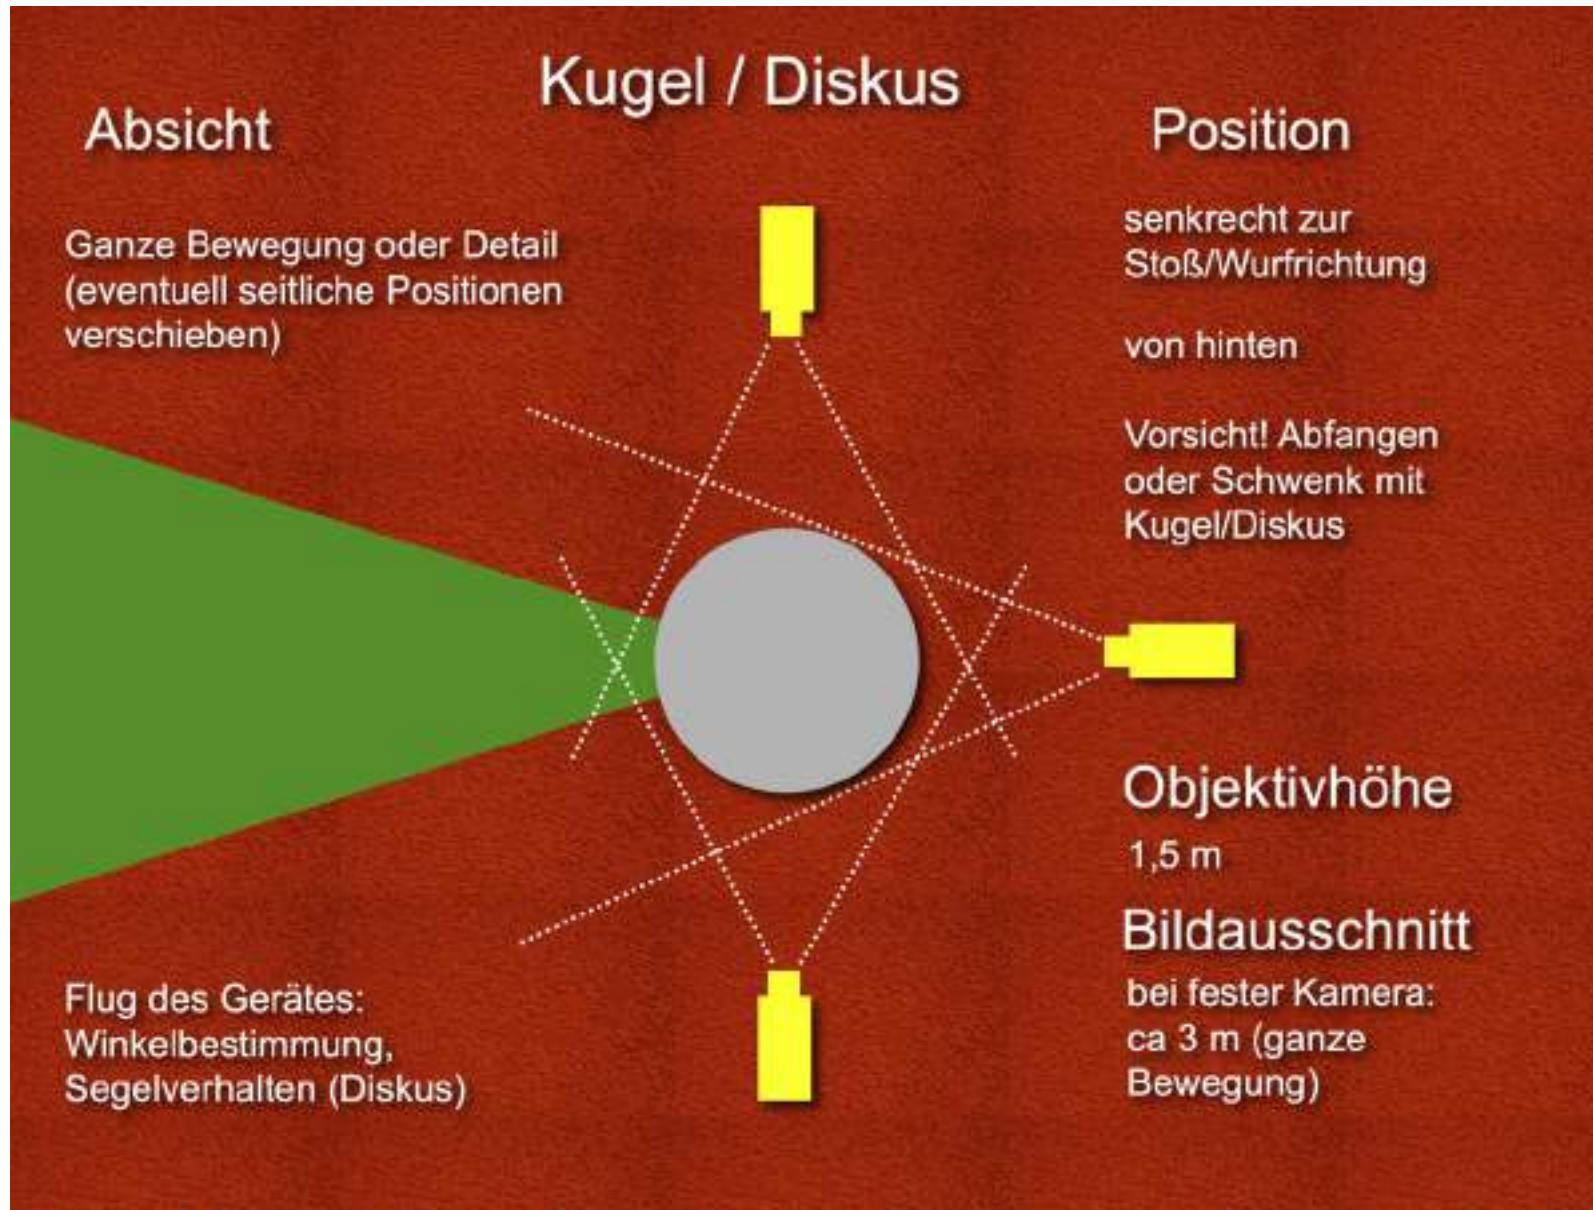 Kugel / Diskus
Absicht
Ganze Bewegung oder Detail
(eventuell seitliche Positionen
verschieben)
Flug des Gerätes:
Winkelbestimmung,
Segelverhalten (Diskus)
Position
senkrecht zur
Stoß/Wurfrichtung
von hinten
Vorsicht! Abfangen
oder Schwenk mit
Kugel/Diskus
Objektivhöhe
1,5 m
Bildausschnitt
bei fester Kamera:
ca 3 m (ganze
Bewegung)